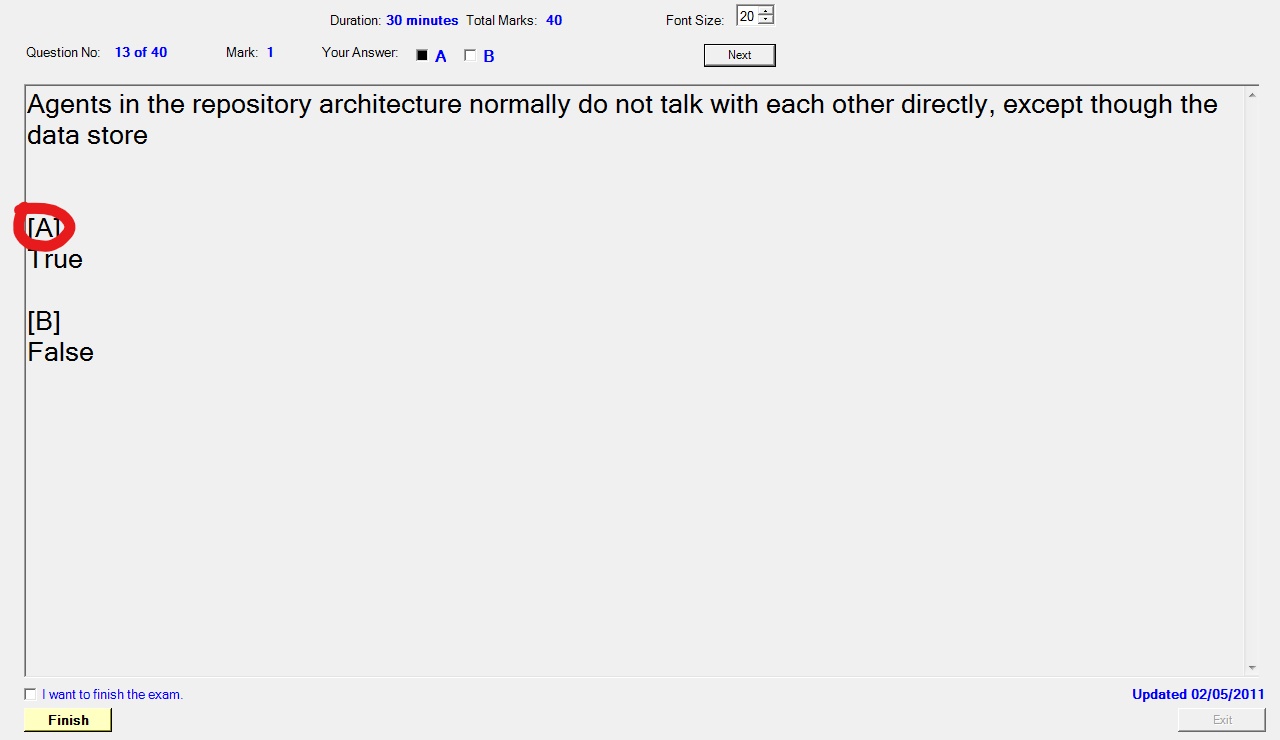 Duration: 30 minutes Total Marks: 40 Font Size: 20
Question No: 13 of 40 Mark: 1 Your Answer: A B Next
Agents in the repository architecture normally do not talk with each other directly, except though the
data store
[A]
True
[B]
False
I want to finish the exam.
Updated 02/05/2011
Finish
Exit